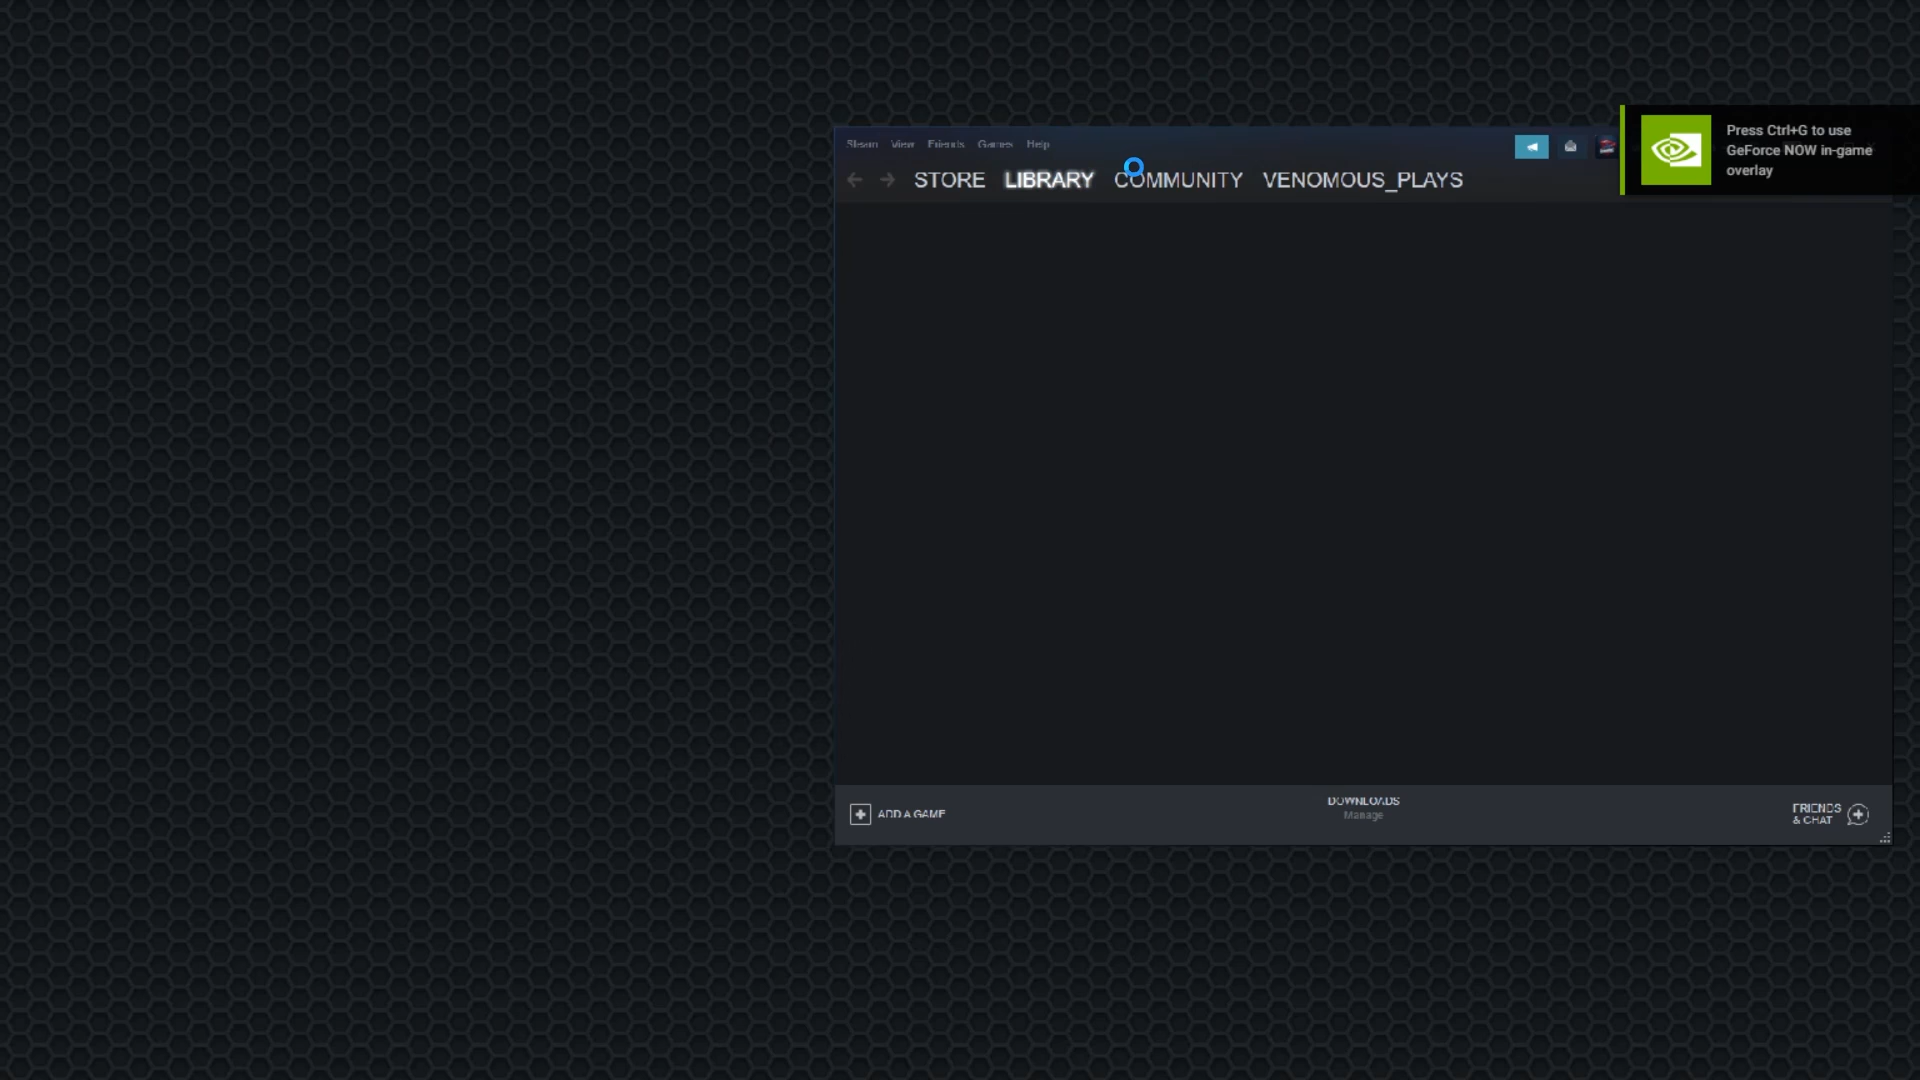 Steam View Friends Games Help
STORE LIBRARY COMMUNITY VENOMOUS_PLAYS
Press Ctrl+G to use
GeForce NOW in-game
overlay
ADD A GAME
DOWNLOADS
Manage
FRIENDS
& CHAT